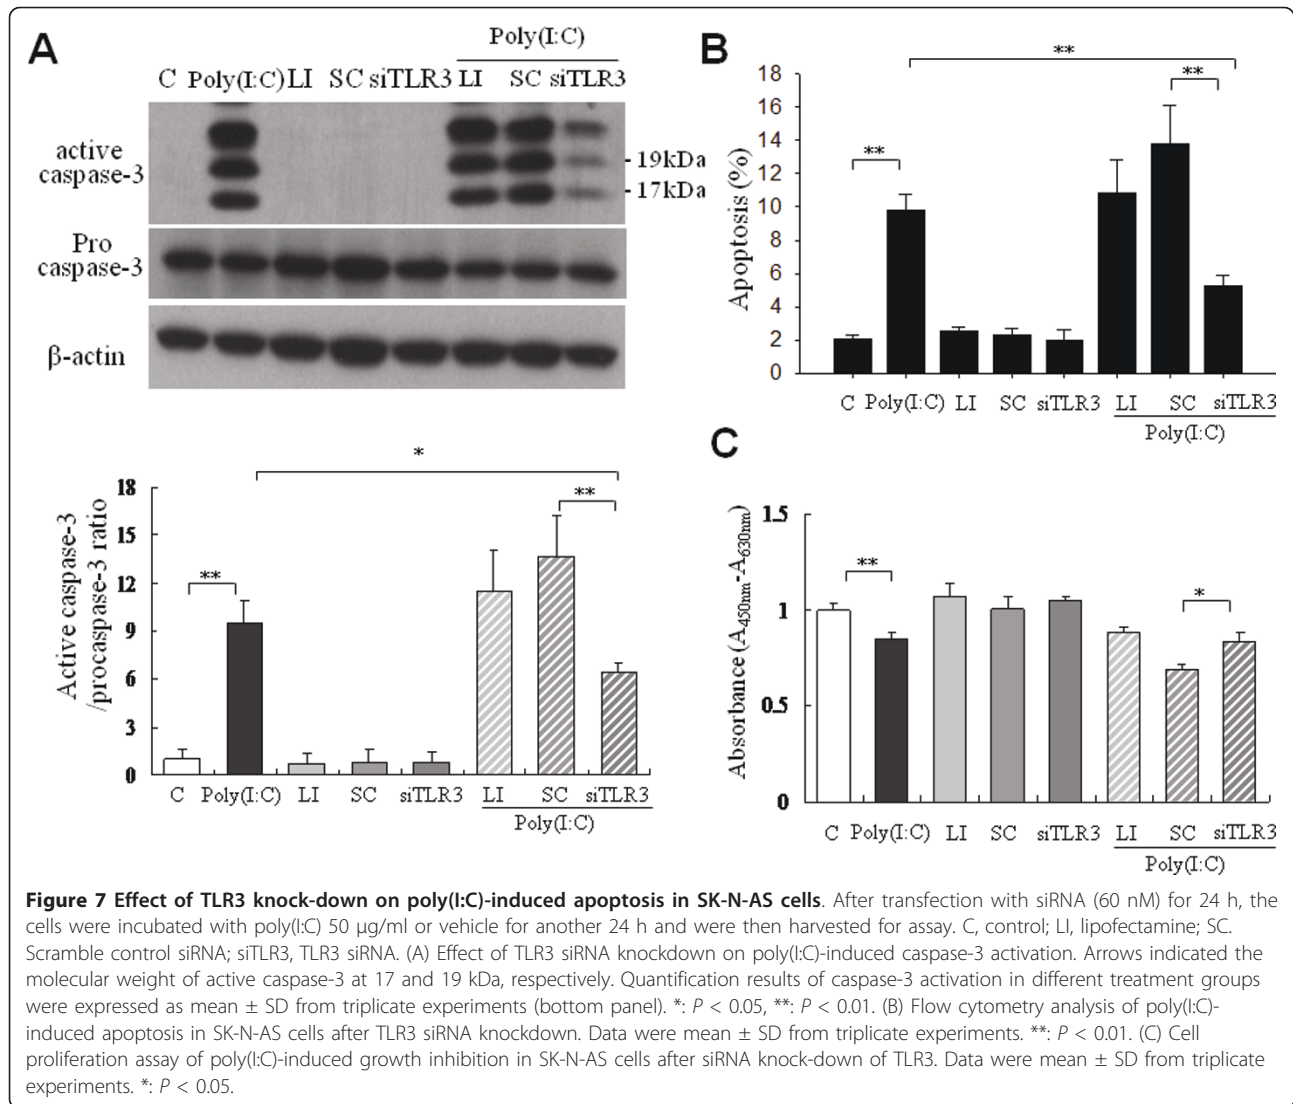 A
Poly(I:C)
C Poly(I:C) LI SC siTLR3 LI SC siTLR3
active
caspase-3
- 19kDa
- 17kDa
Pro
caspase-3
β-actin
Active caspase-3
/procaspase-3 ratio
18
15
12
9
6
3
0
**
*
**
C Poly(I:C) LI SC siTLR3 LI SC siTLR3
Poly(I:C)
B
Apoptosis (%)
18
16
14
12
10
8
6
4
2
0
**
**
**
C Poly(I:C) LI SC siTLR3 LI SC siTLR3
Poly(I:C)
C
Absorbance (A450nm-A630nm)
1.5
1
0.5
0
**
*
C Poly(I:C) LI SC siTLR3 LI SC siTLR3
Poly(I:C)
Figure 7 Effect of TLR3 knock-down on poly(I:C)-induced apoptosis in SK-N-AS cells. After transfection with siRNA (60 nM) for 24 h, the
cells were incubated with poly(I:C) 50 μg/ml or vehicle for another 24 h and were then harvested for assay. C, control; LI, lipofectamine; SC.
Scramble control siRNA; siTLR3, TLR3 siRNA. (A) Effect of TLR3 siRNA knockdown on poly(I:C)-induced caspase-3 activation. Arrows indicated the
molecular weight of active caspase-3 at 17 and 19 kDa, respectively. Quantification results of caspase-3 activation in different treatment groups
were expressed as mean ± SD from triplicate experiments (bottom panel). *: P < 0.05, **: P < 0.01. (B) Flow cytometry analysis of poly(I:C)-
induced apoptosis in SK-N-AS cells after TLR3 siRNA knockdown. Data were mean ± SD from triplicate experiments. **: P < 0.01. (C) Cell
proliferation assay of poly(I:C)-induced growth inhibition in SK-N-AS cells after siRNA knock-down of TLR3. Data were mean ± SD from triplicate
experiments. *: P < 0.05.